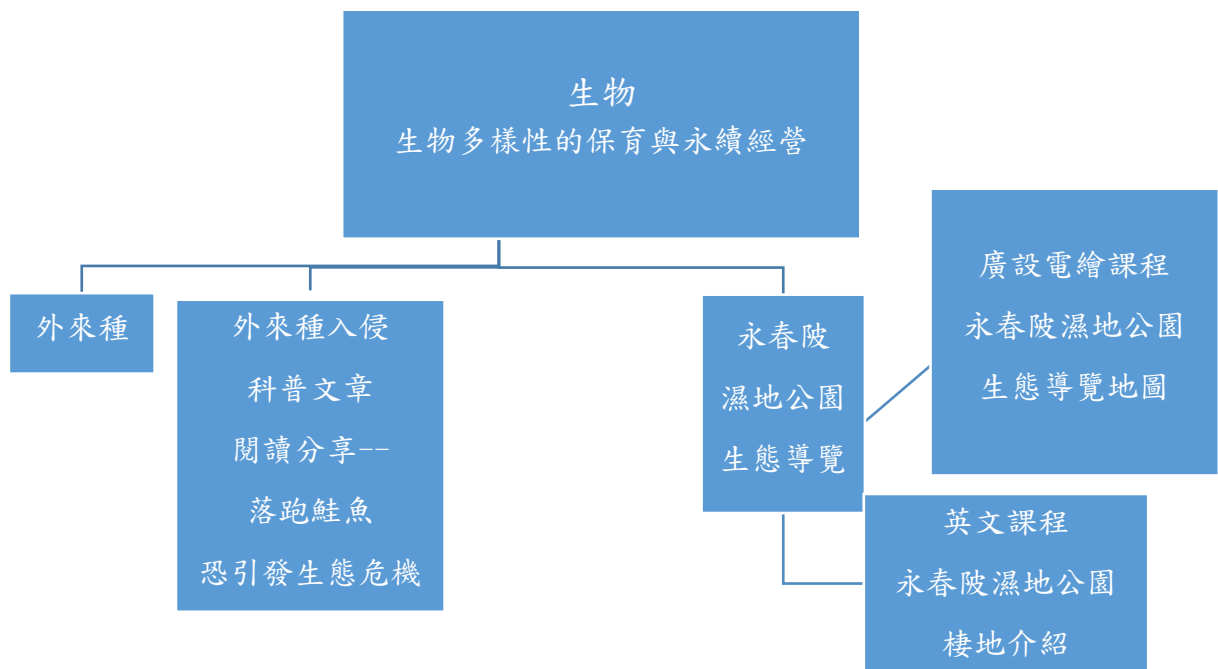 生物
生物多樣性的保育與永續經營
外來種
外來種入侵
科普文章
閱讀分享--
落跑鮭魚
恐引發生態危機
永春陂
濕地公園
生態導覽
廣設電繪課程
永春陂濕地公園
生態導覽地圖
英文課程
永春陂濕地公園
棲地介紹